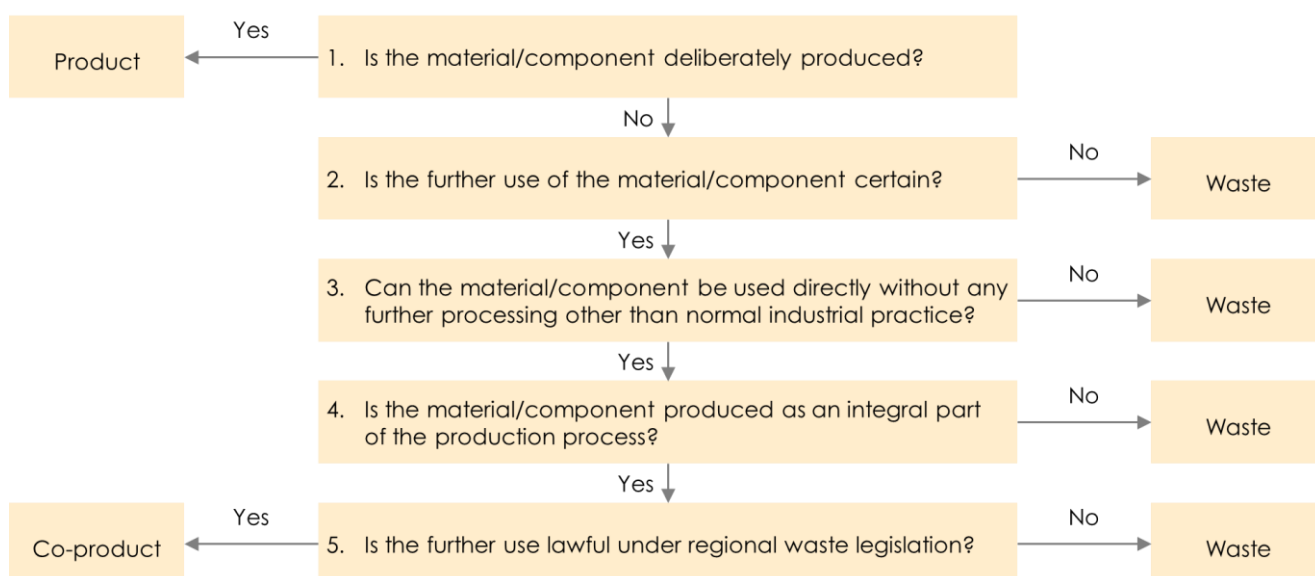 Yes
Product
1. Is the material/component deliberately produced?
No
No
2. Is the further use of the material/component certain?
Waste
Yes
No
3. Can the material/component be used directly without any
further processing other than normal industrial practice?
Waste
Yes
No
4. Is the material/component produced as an integral part
of the production process?
Waste
Yes
Yes
No
Co-product
5. Is the further use lawful under regional waste legislation?
Waste